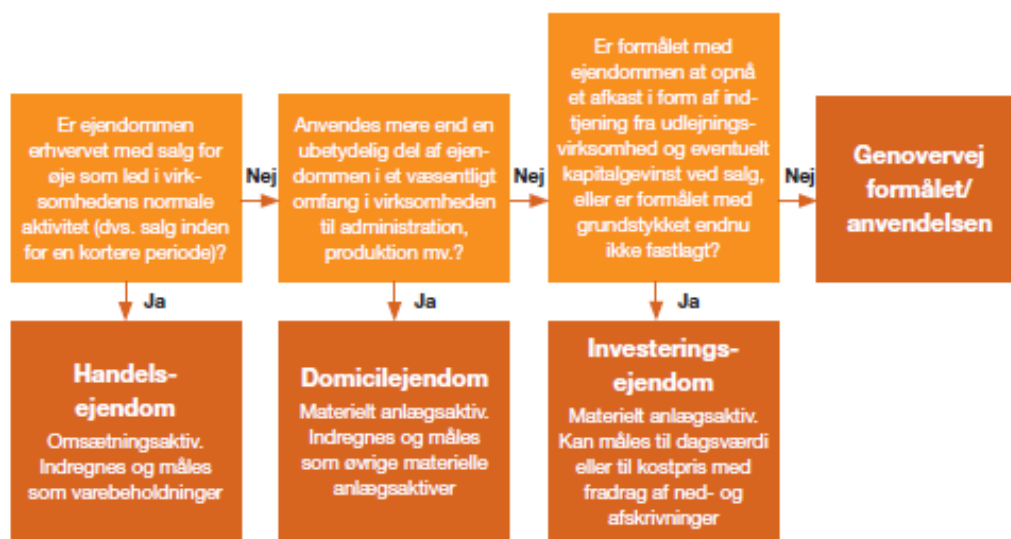 Er ejendommen
erhvervet med salg for
øje som led i virk-
somhedens normale
aktivitet (dvs. salg inden
for en kortere periode)?
Nej
Anvendes mere end en
ubetydelig del af ejen-
dommen i et væsentligt
omfang i virksomheden
til administration,
produktion mv.?
Nej
Er formålet med
ejendommen at opnå
et afkast i form af ind-
tjening fra udlejnings-
virksomhed og eventuelt
kapitalgevinst ved salg,
eller er formålet med
grundstykket endnu
ikke fastlagt?
Nej
Genovervej
formålet/
anvendelsen
Ja
Ja
Ja
Handels-
ejendom
Omsætningsaktiv.
Indregnes og måles
som varebeholdninger
Domicilejendom
Materielt anlægsaktiv.
Indregnes og måles
som øvrige materielle
anlægsaktiver
Investerings-
ejendom
Materielt anlægsaktiv.
Kan måles til dagsværdi
eller til kostpris med
fradrag af ned- og
afskrivninger